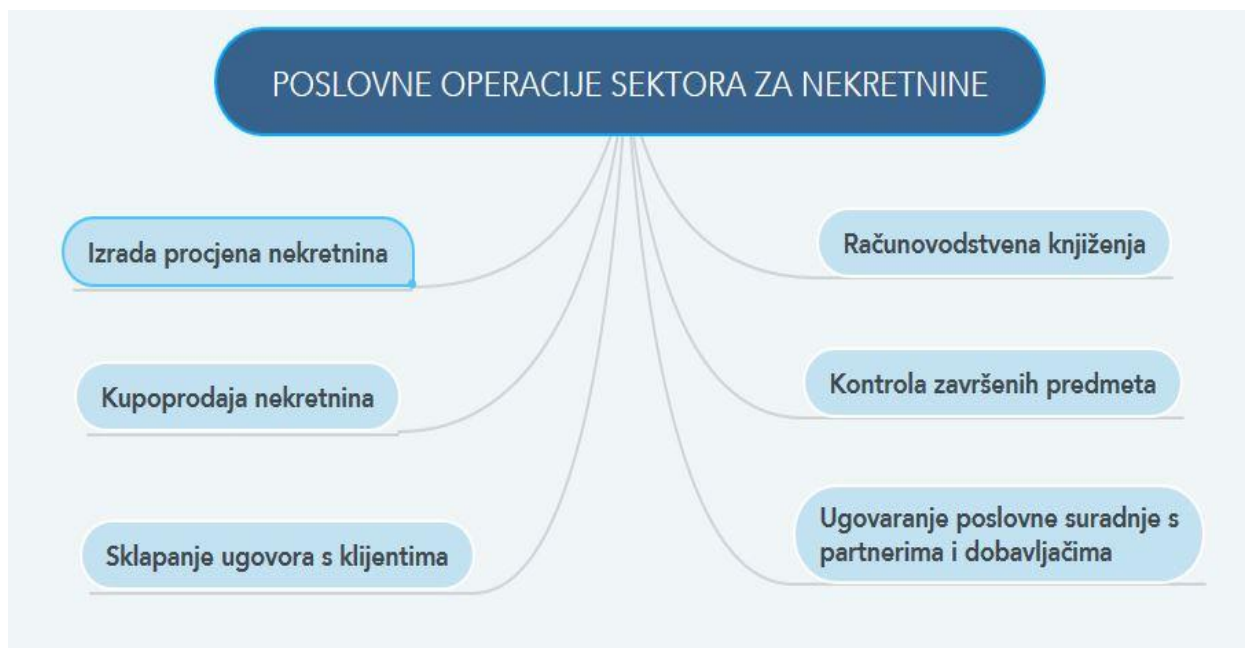 POSLOVNE OPERACIJE SEKTORA ZA NEKRETNINE
Izrada procjena nekretnina
Kupoprodaja nekretnina
Sklapanje ugovora s klijentima
Računovodstvena knjiženja
Kontrola završenih predmeta
Ugovaranje poslovne suradnje s
partnerima i dobavljačima